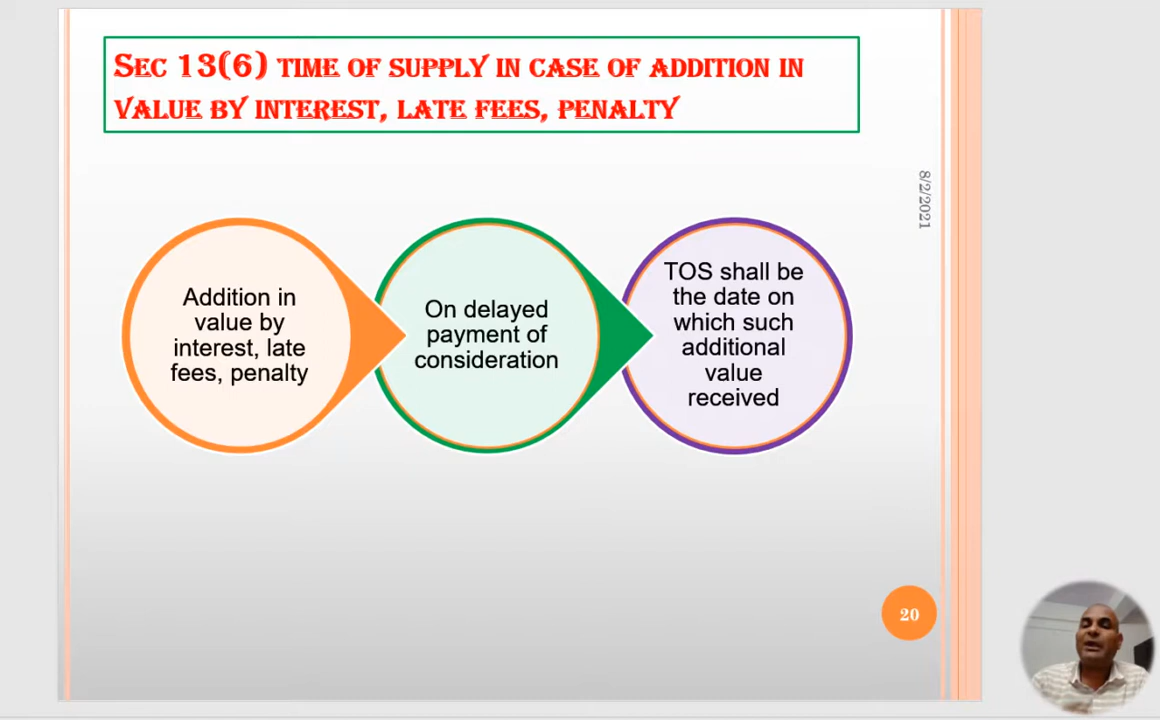 Sec 13(6) time of supply in case of addition in
value by interest, late fees, penalty
8/2/2021
Addition in
value by
interest, late
fees, penalty
On delayed
payment of
consideration
TOS shall be
the date on
which such
additional
value
received
20